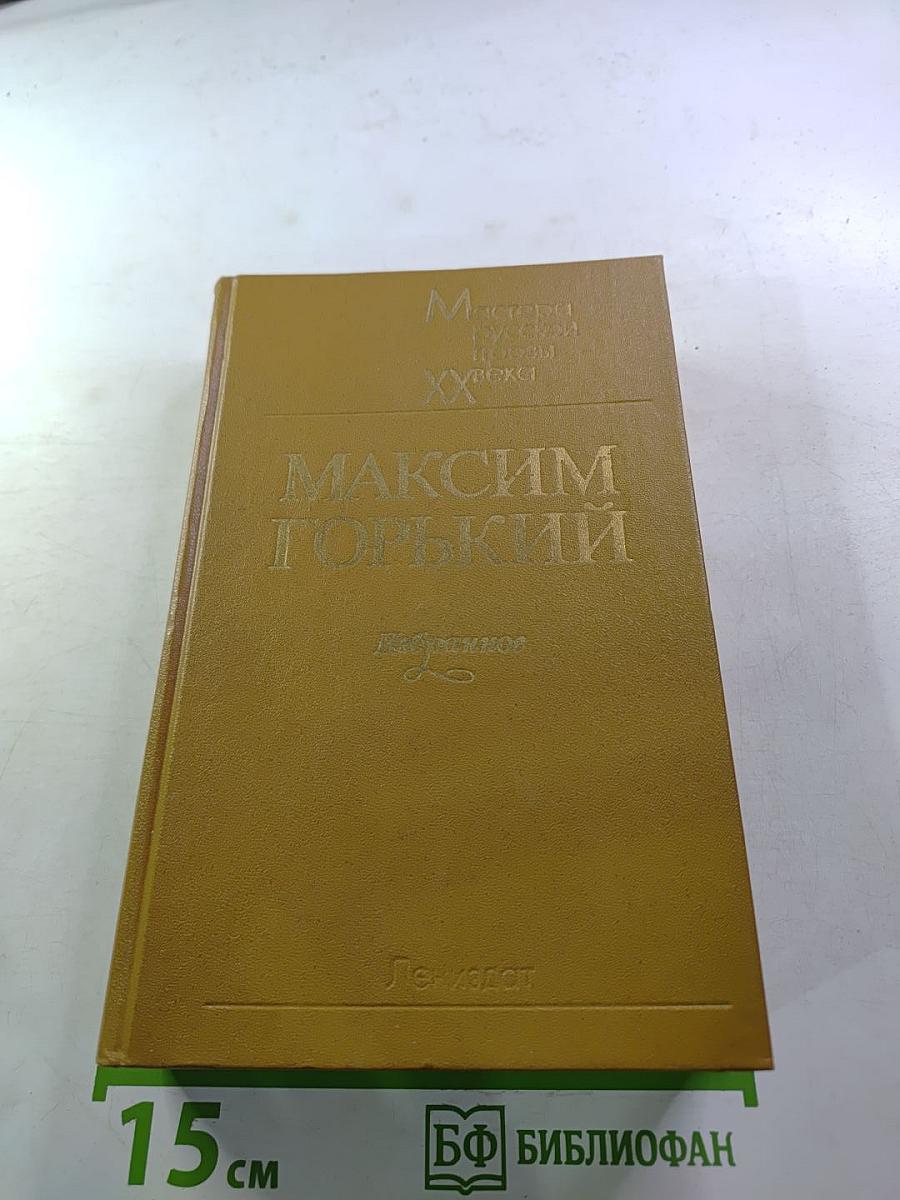 Мастера
русской
прозы
XX века
МАКСИМ
ГОРЬКИЙ
Избранное
Лениздат
15 см
БФ БИБЛИОФАН